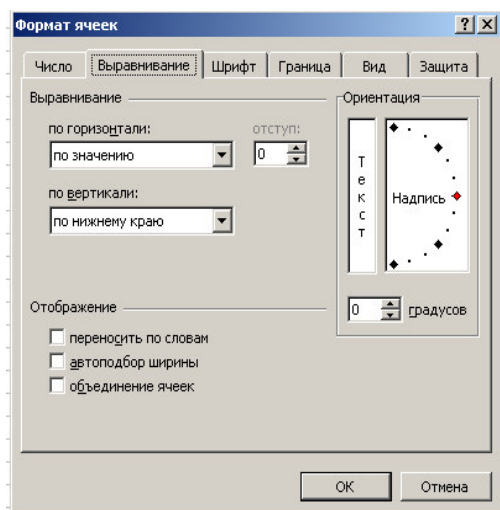 Формат ячеек
Число Выравнивание Шрифт Граница Вид Защита
Выравнивание
по горизонтали:
отступ:
по значению
0
по вертикали:
по нижнему краю
Ориентация
Текст
Надпись
0 градусов
Отображение
переносить по словам
автоподбор ширины
объединение ячеек
ОК Отмена